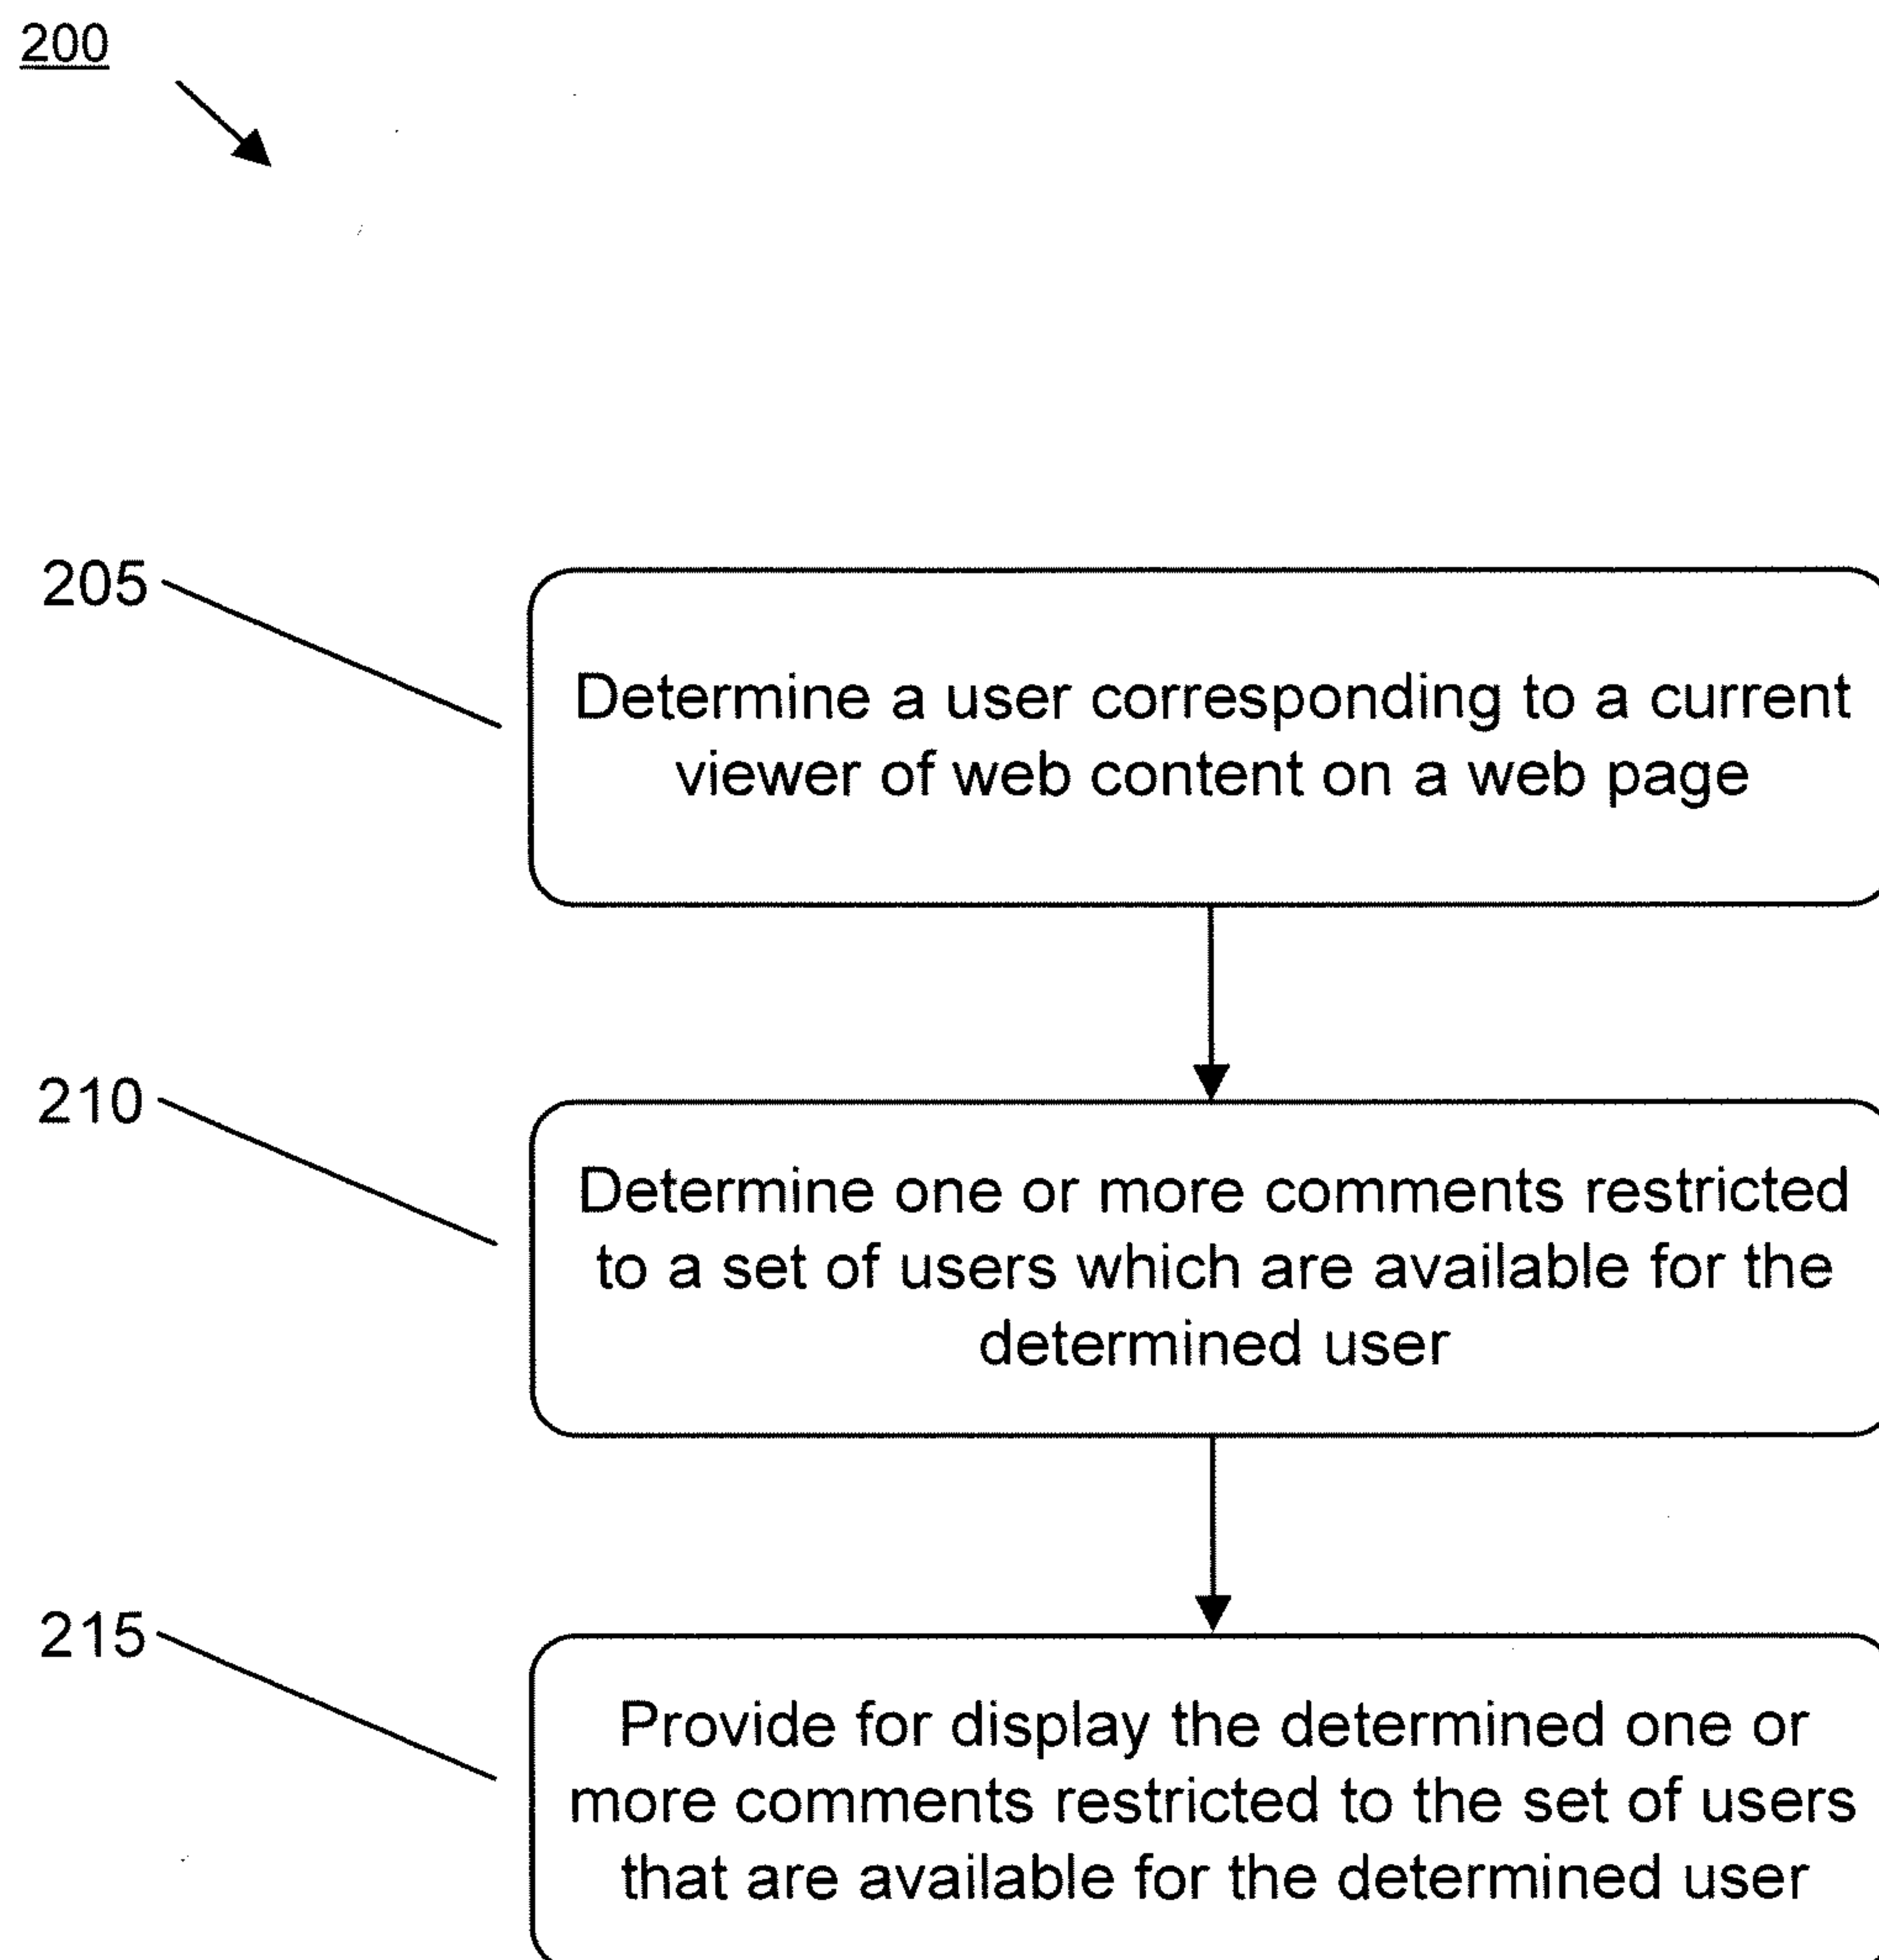 200
205
Determine a user corresponding to a current
viewer of web content on a web page
210
Determine one or more comments restricted
to a set of users which are available for the
determined user
215
Provide for display the determined one or
more comments restricted to the set of users
that are available for the determined user